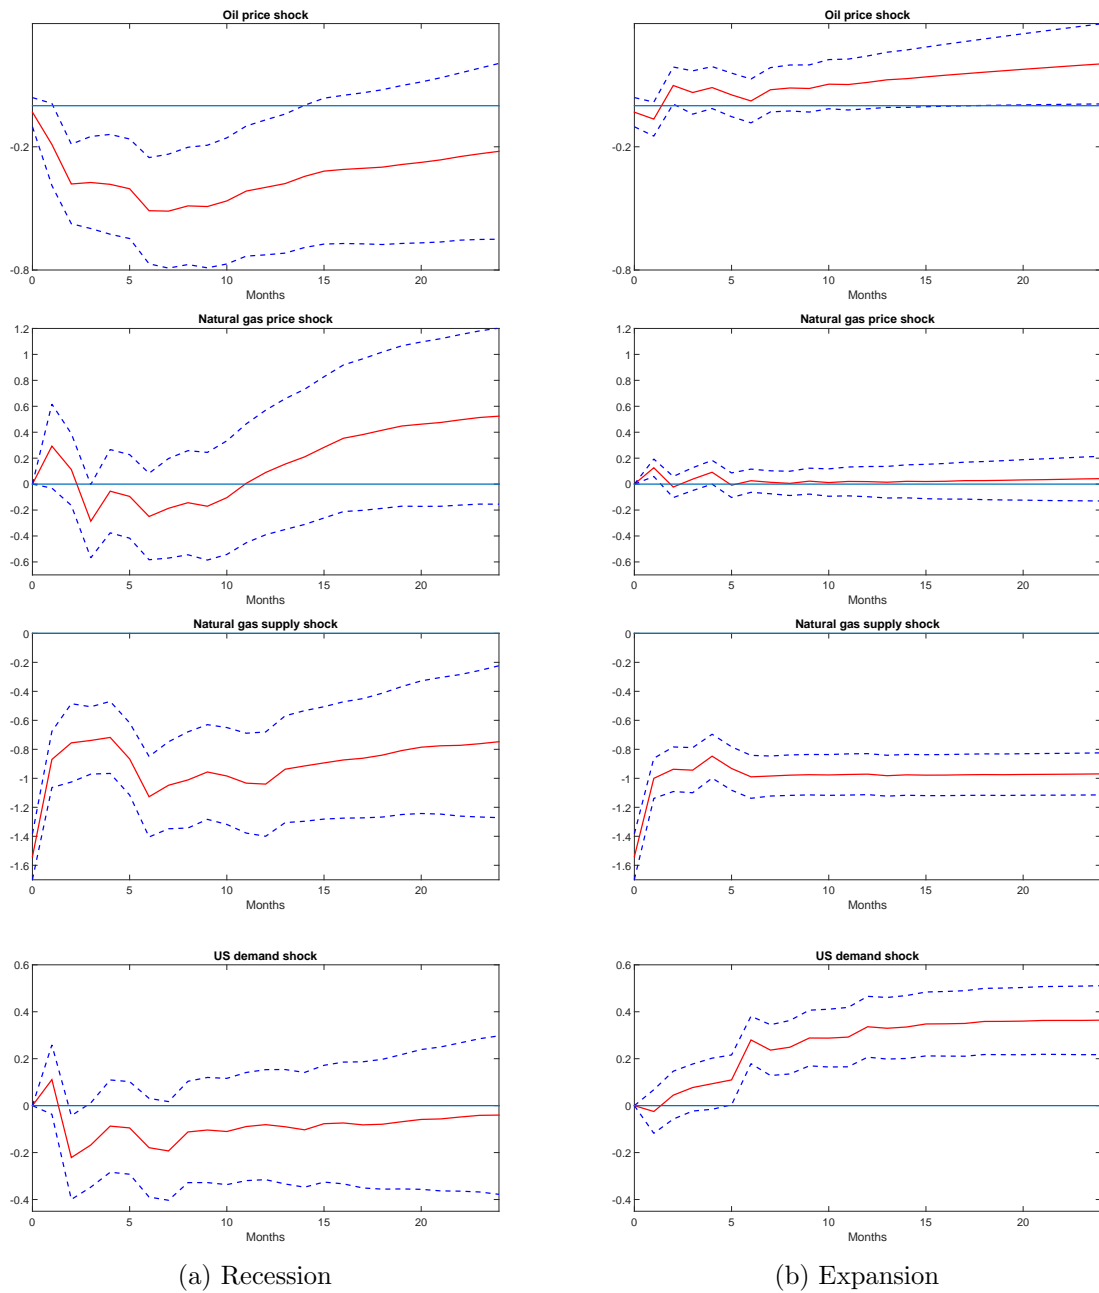 Oil price shock
-0.2
-0.8
0 5 10 15 20
Months
Oil price shock
-0.2
-0.8
0 5 10 15 20
Months
Natural gas price shock
1.2
1
0.8
0.6
0.4
0.2
0
-0.2
-0.4
-0.6
0 5 10 15 20
Months
Natural gas price shock
1.2
1
0.8
0.6
0.4
0.2
0
-0.2
-0.4
-0.6
0 5 10 15 20
Months
Natural gas supply shock
0
-0.2
-0.4
-0.6
-0.8
-1
-1.2
-1.4
-1.6
0 5 10 15 20
Months
Natural gas supply shock
0
-0.2
-0.4
-0.6
-0.8
-1
-1.2
-1.4
-1.6
0 5 10 15 20
Months
US demand shock
0.6
0.4
0.2
0
-0.2
-0.4
0 5 10 15 20
Months
US demand shock
0.6
0.4
0.2
0
-0.2
-0.4
0 5 10 15 20
Months
(a) Recession
(b) Expansion